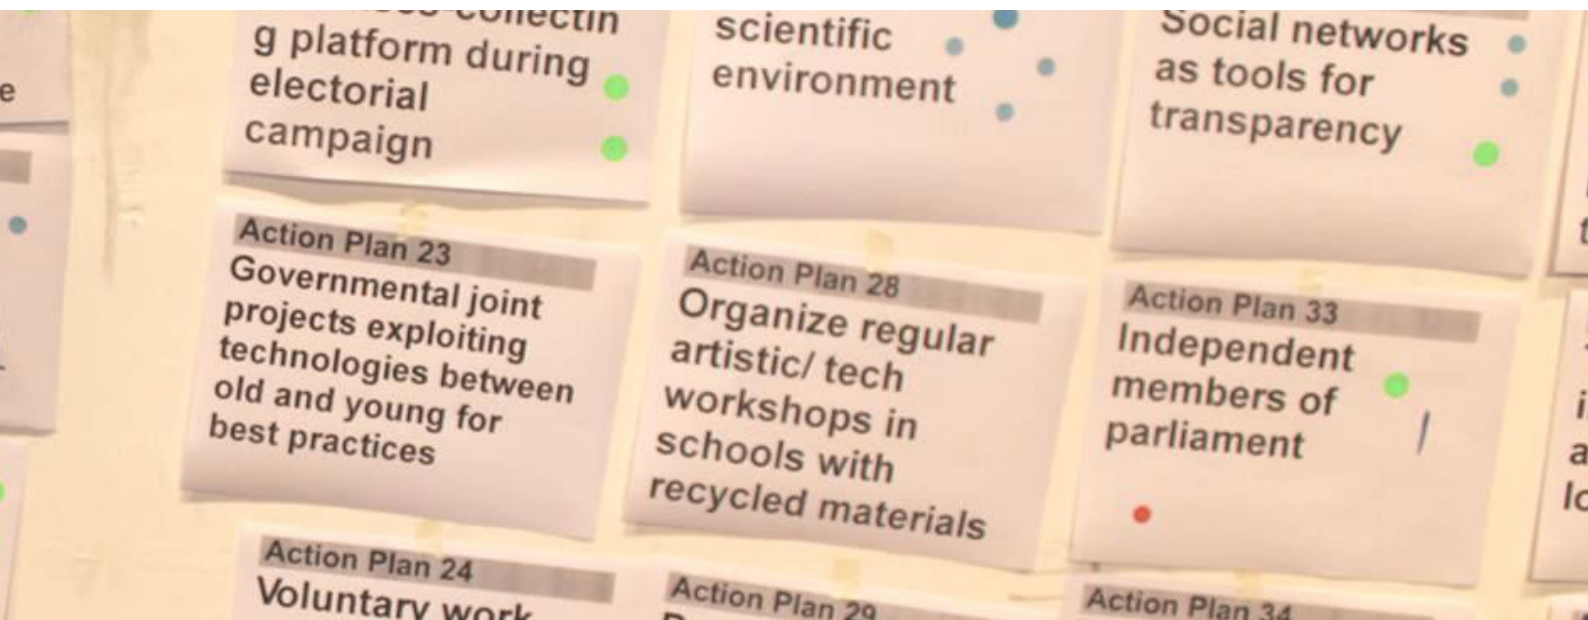 collectin
g platform during
electorial
campaign
scientific
environment
Social networks
as tools for
transparency
e
Action Plan 23
Governmental joint
projects exploiting
technologies between
old and young for
best practices
Action Plan 28
Organize regular
artistic/ tech
workshops in
schools with
recycled materials
Action Plan 33
Independent
members of
parliament
Action Plan 24
Voluntary work
Action Plan 29
Action Plan 34